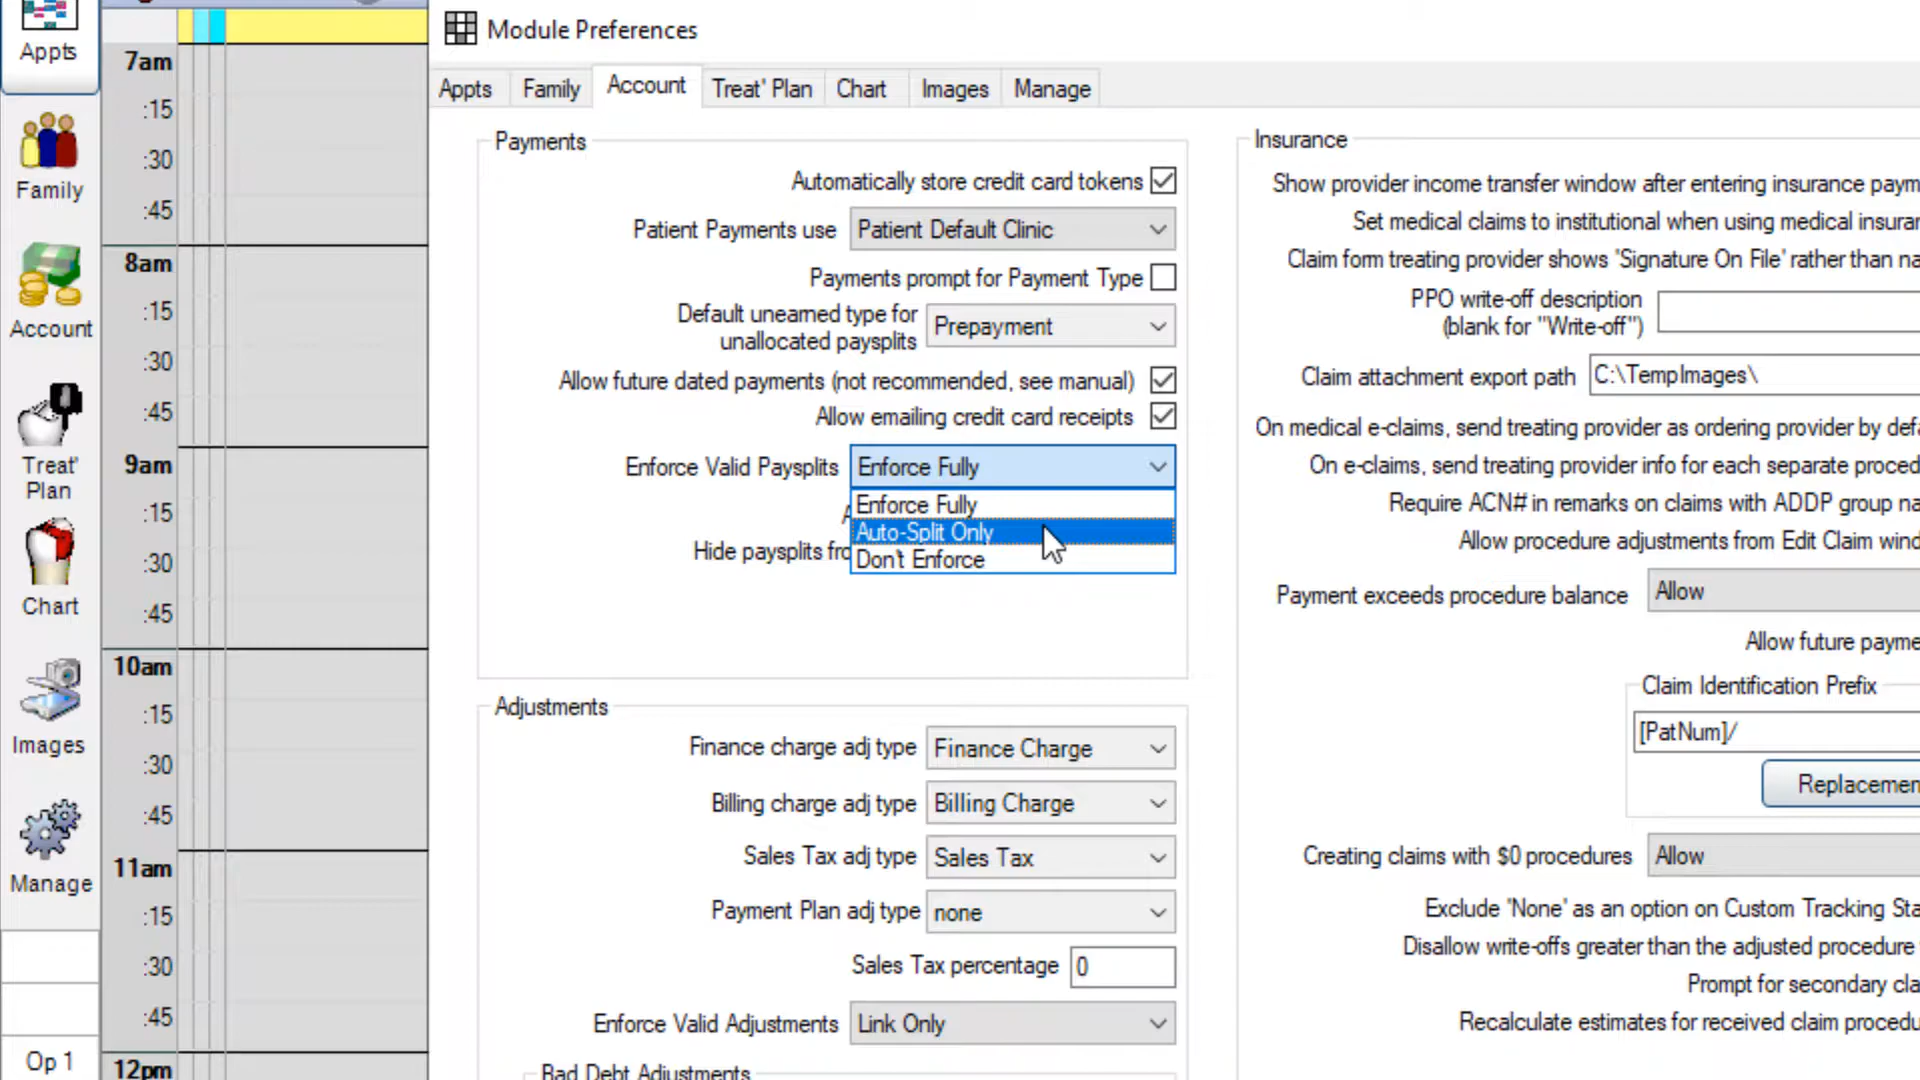 Appts
Family
Account
Treat'
Plan
Chart
Images
Manage
Op 1
7am
:15
:30
:45
8am
:15
:30
:45
9am
:15
:30
:45
10am
:15
:30
:45
11am
:15
:30
:45
12pm
Module Preferences
Appts Family Account Treat' Plan Chart Images Manage
Payments
Automatically store credit card tokens
Patient Payments use Patient Default Clinic
Payments prompt for Payment Type
Default unearned type for
unallocated paysplits Prepayment
Allow future dated payments (not recommended, see manual)
Allow emailing credit card receipts
Enforce Valid Paysplits Enforce Fully
Enforce Fully
Auto-Split Only
Don't Enforce
Hide paysplits fro
Adjustments
Finance charge adj type Finance Charge
Billing charge adj type Billing Charge
Sales Tax adj type Sales Tax
Payment Plan adj type none
Sales Tax percentage 0
Enforce Valid Adjustments Link Only
Bad Debt Adjustments
Insurance
Show provider income transfer window after entering insurance paym
Set medical claims to institutional when using medical insurar
Claim form treating provider shows 'Signature On File' rather than na
PPO write-off description
(blank for "Write-off")
Claim attachment export path C:\TempImages\
On medical e-claims, send treating provider as ordering provider by defa
On e-claims, send treating provider info for each separate proced
Require ACN# in remarks on claims with ADDP group na
Allow procedure adjustments from Edit Claim wind
Payment exceeds procedure balance Allow
Allow future payme
Claim Identification Prefix
[PatNum]/
Replacemen
Creating claims with $0 procedures Allow
Exclude 'None' as an option on Custom Tracking Sta
Disallow write-offs greater than the adjusted procedure
Prompt for secondary cla
Recalculate estimates for received claim procedu